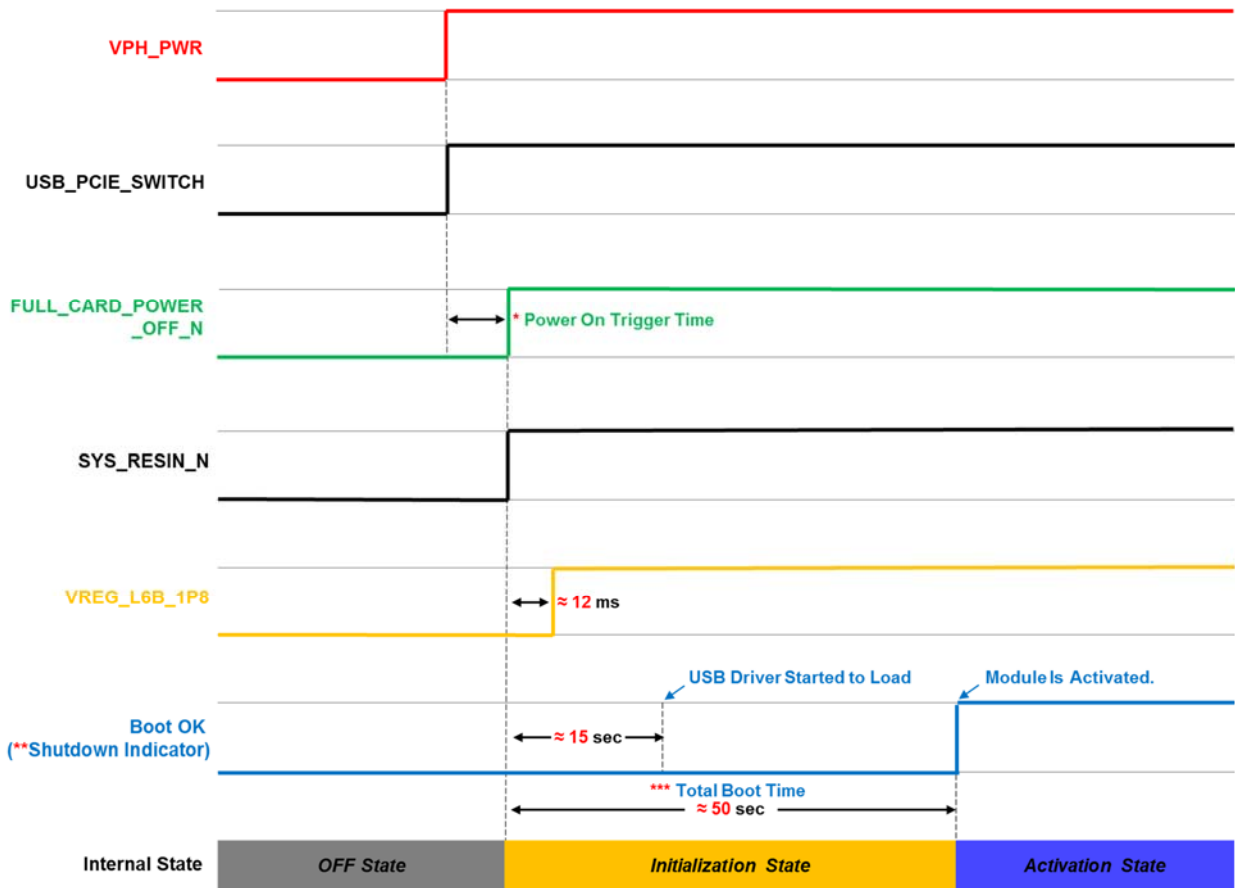 VPH_PWR
USB_PCIE_SWITCH
FULL_CARD_POWER
_OFF_N
* Power On Trigger Time
SYS_RESIN_N
VREG_L6B_1P8
≈ 12 ms
USB Driver Started to Load
Module Is Activated.
Boot OK
(**Shutdown Indicator)
≈ 15 sec
*** Total Boot Time
≈ 50 sec
Internal State
OFF State
Initialization State
Activation State